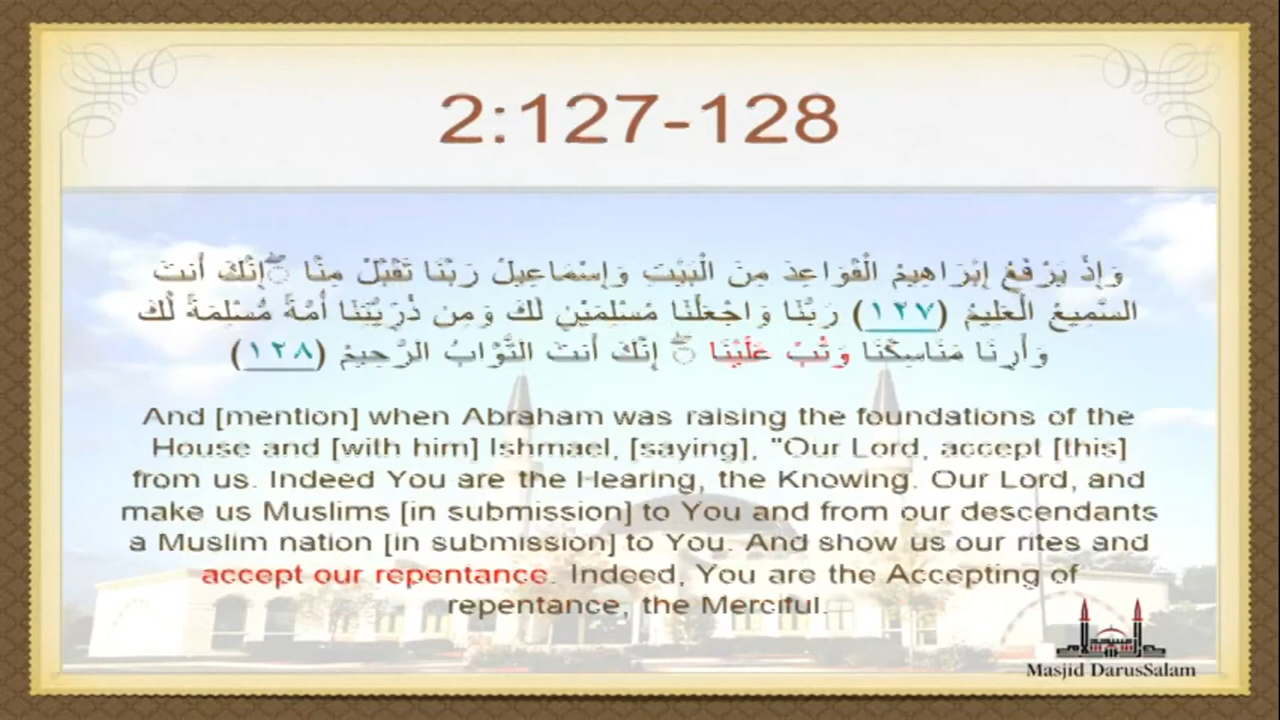 2:127-128
وَإِذْ يَرْفَعُ إِبْرَاهِيمُ الْقَوَاعِدَ مِنَ الْبَيْتِ وَإِسْمَاعِيلُ رَبَّنَا تَقَبَّلْ مِنَّا ۖ إِنَّكَ أَنتَ
السَّمِيعُ الْعَلِيمُ (١٢٧) رَبَّنَا وَاجْعَلْنَا مُسْلِمَيْنِ لَكَ وَمِن ذُرِّيَّتِنَا أُمَّةً مُّسْلِمَةً لَّكَ
وَأَرِنَا مَنَاسِكَنَا وَتُبْ عَلَيْنَا ۖ إِنَّكَ أَنتَ التَّوَّابُ الرَّحِيمُ (١٢٨)
And [mention] when Abraham was raising the foundations of the
House and [with him] Ishmael, [saying], "Our Lord, accept [this]
from us. Indeed You are the Hearing, the Knowing. Our Lord, and
make us Muslims [in submission] to You and from our descendants
a Muslim nation [in submission] to You. And show us our rites and
accept our repentance. Indeed, You are the Accepting of
repentance, the Merciful.
Masjid DarusSalam